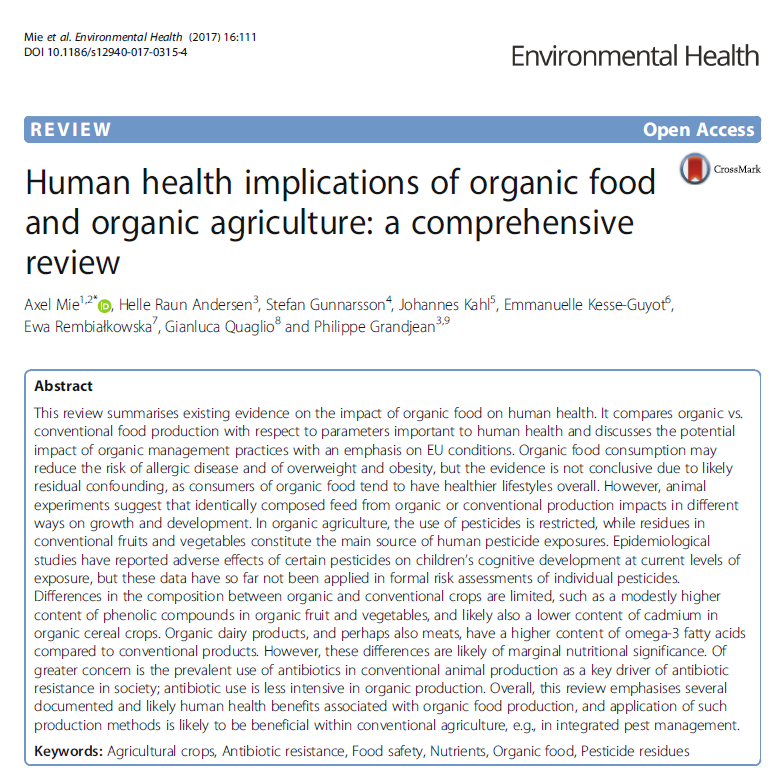 Mie et al. Environmental Health (2017) 16:111
DOI 10.1186/s12940-017-0315-4
Environmental Health
REVIEW
Open Access
Human health implications of organic food
and organic agriculture: a comprehensive
review
CrossMark
Axel Mie1,2* iD, Helle Raun Andersen3, Stefan Gunnarsson4, Johannes Kahl5, Emmanuelle Kesse-Guyot6,
Ewa Rembiałkowska7, Gianluca Quaglio8 and Philippe Grandjean3,9
Abstract
This review summarises existing evidence on the impact of organic food on human health. It compares organic vs.
conventional food production with respect to parameters important to human health and discusses the potential
impact of organic management practices with an emphasis on EU conditions. Organic food consumption may
reduce the risk of allergic disease and of overweight and obesity, but the evidence is not conclusive due to likely
residual confounding, as consumers of organic food tend to have healthier lifestyles overall. However, animal
experiments suggest that identically composed feed from organic or conventional production impacts in different
ways on growth and development. In organic agriculture, the use of pesticides is restricted, while residues in
conventional fruits and vegetables constitute the main source of human pesticide exposures. Epidemiological
studies have reported adverse effects of certain pesticides on children's cognitive development at current levels of
exposure, but these data have so far not been applied in formal risk assessments of individual pesticides.
Differences in the composition between organic and conventional crops are limited, such as a modestly higher
content of phenolic compounds in organic fruit and vegetables, and likely also a lower content of cadmium in
organic cereal crops. Organic dairy products, and perhaps also meats, have a higher content of omega-3 fatty acids
compared to conventional products. However, these differences are likely of marginal nutritional significance. Of
greater concern is the prevalent use of antibiotics in conventional animal production as a key driver of antibiotic
resistance in society; antibiotic use is less intensive in organic production. Overall, this review emphasises several
documented and likely human health benefits associated with organic food production, and application of such
production methods is likely to be beneficial within conventional agriculture, e.g., in integrated pest management.
Keywords: Agricultural crops, Antibiotic resistance, Food safety, Nutrients, Organic food, Pesticide residues